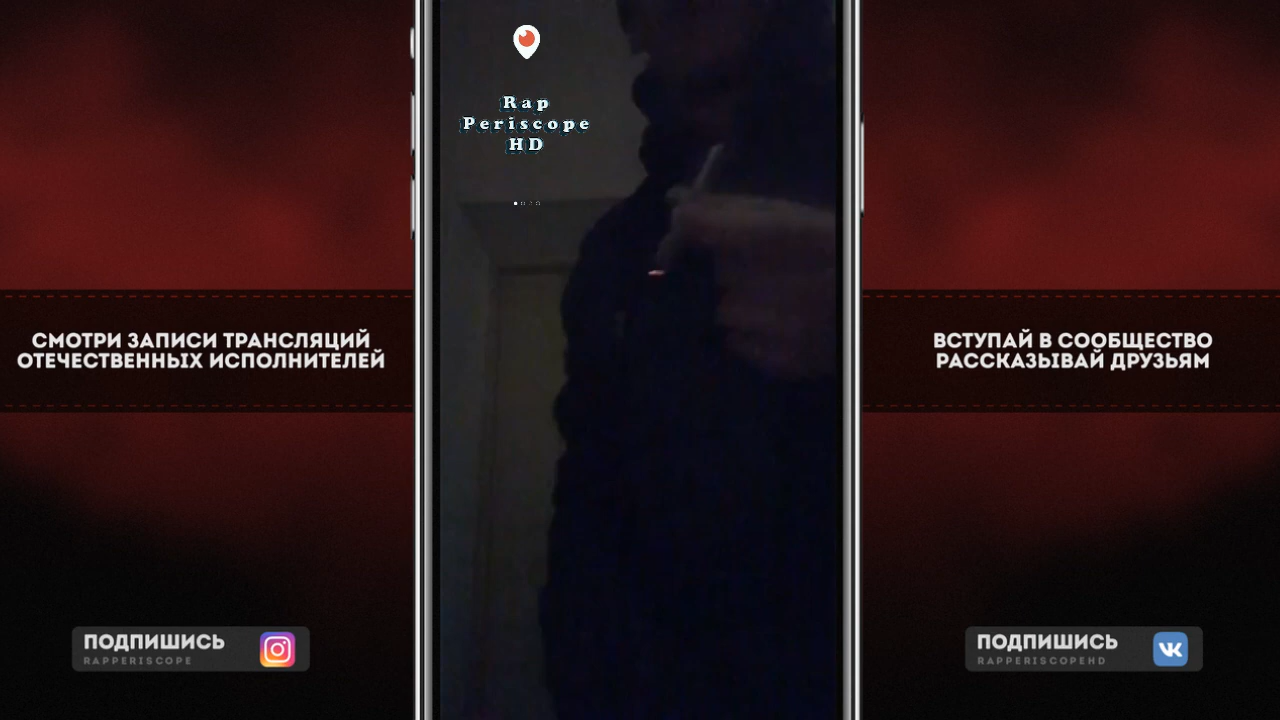 Rap
Periscope
HD
СМОТРИ ЗАПИСИ ТРАНСЛЯЦИЙ
ОТЕЧЕСТВЕННЫХ ИСПОЛНИТЕЛЕЙ
ВСТУПАЙ В СООБЩЕСТВО
РАССКАЗЫВАЙ ДРУЗЬЯМ
ПОДПИШИСЬ
RAPPERISCOPE
ПОДПИШИСЬ
RAPPERISCOPEHD